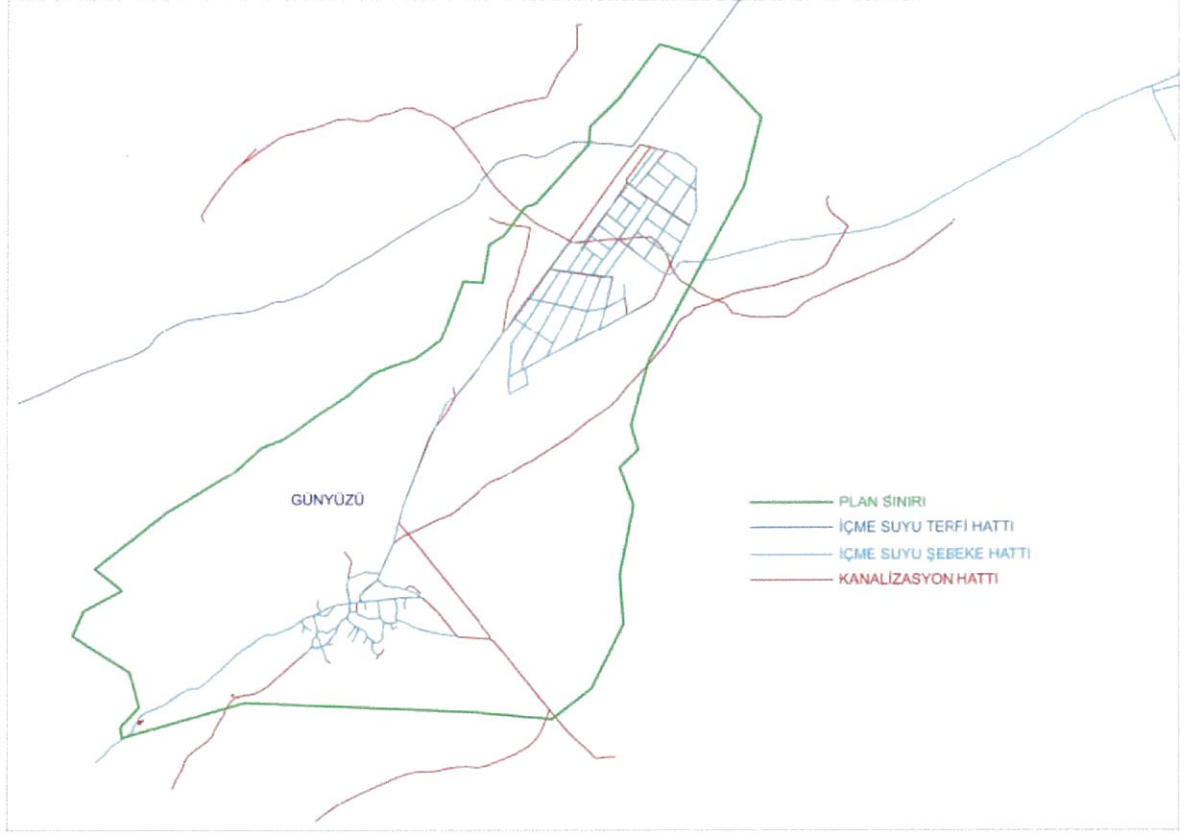 GÜNYÜZÜ
PLAN SINIRI
İÇME SUYU TERFİ HATTI
İÇME SUYU ŞEBEKE HATTI
KANALİZASYON HATTI